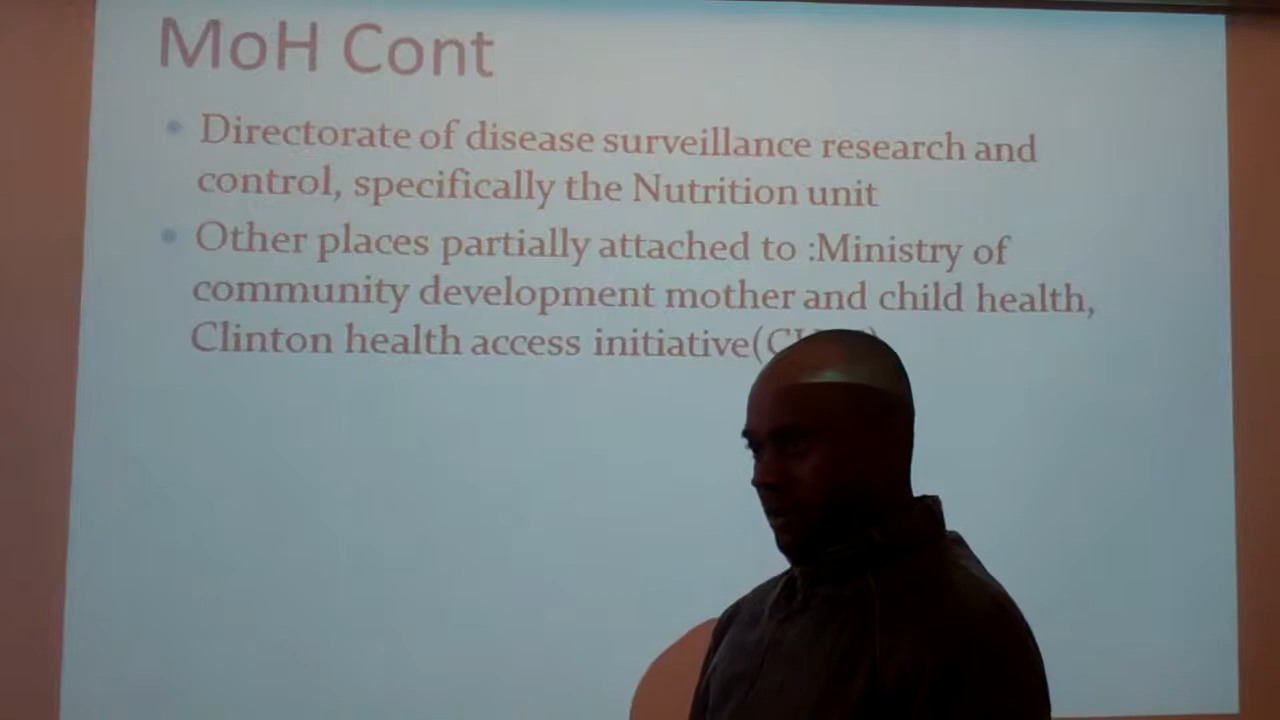 MoH Cont
Directorate of disease surveillance research and
control, specifically the Nutrition unit
Other places partially attached to :Ministry of
community development mother and child health,
Clinton health access initiative